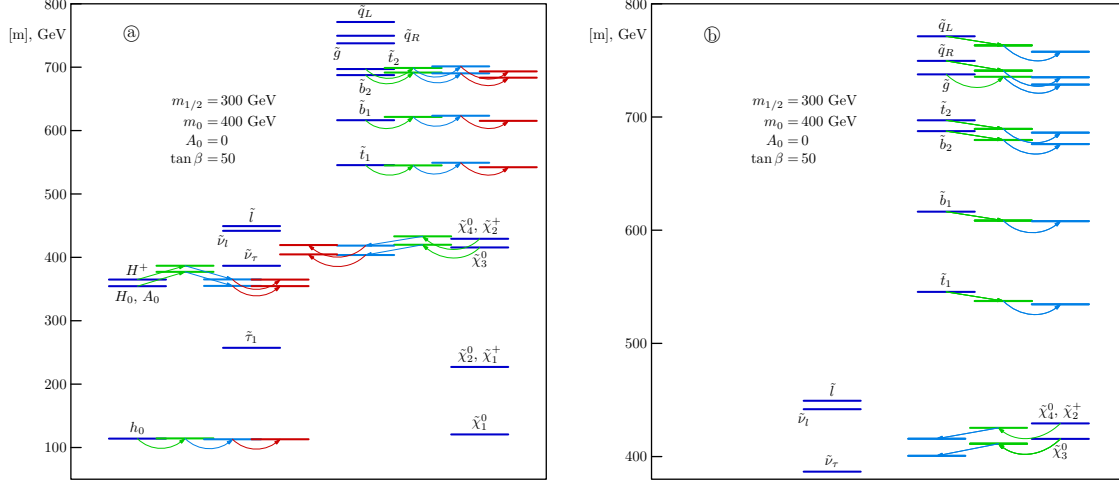 800
[m], GeV
700
600
500
400
300
200
100
ⓐ
m_{1/2} = 300 GeV
m_0 = 400 GeV
A_0 = 0
tan β = 50
q̃_L
q̃_R
g̃
t̃_2
b̃_2
b̃_1
t̃_1
l̃
ν̃_l
ν̃_τ
χ̃^0_4, χ̃^+_2
χ̃^0_3
H^+
H_0, A_0
τ̃_1
χ̃^0_2, χ̃^+_1
χ̃^0_1
h_0
800
[m], GeV
700
600
500
400
ⓑ
m_{1/2} = 300 GeV
m_0 = 400 GeV
A_0 = 0
tan β = 50
q̃_L
q̃_R
g̃
t̃_2
b̃_2
b̃_1
t̃_1
l̃
ν̃_l
ν̃_τ
χ̃^0_4, χ̃^+_2
χ̃^0_3